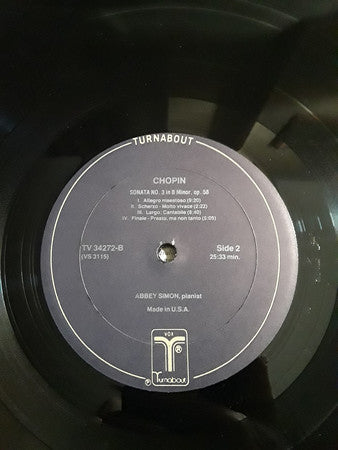 TURNABOUT
CHOPIN
SONATA NO. 3 in B Minor, op. 58
I. Allegro maestoso (9:20)
II. Scherzo - Molto vivace (2:22)
III. Largo; Cantabile (8:40)
IV. Finale - Presto, ma non tanto (5:05)
TV 34272-B
(VS 3115)
Side 2
25:33 min.
ABBEY SIMON, pianist
Made in U.S.A.
VOX
T®
® Turnabout